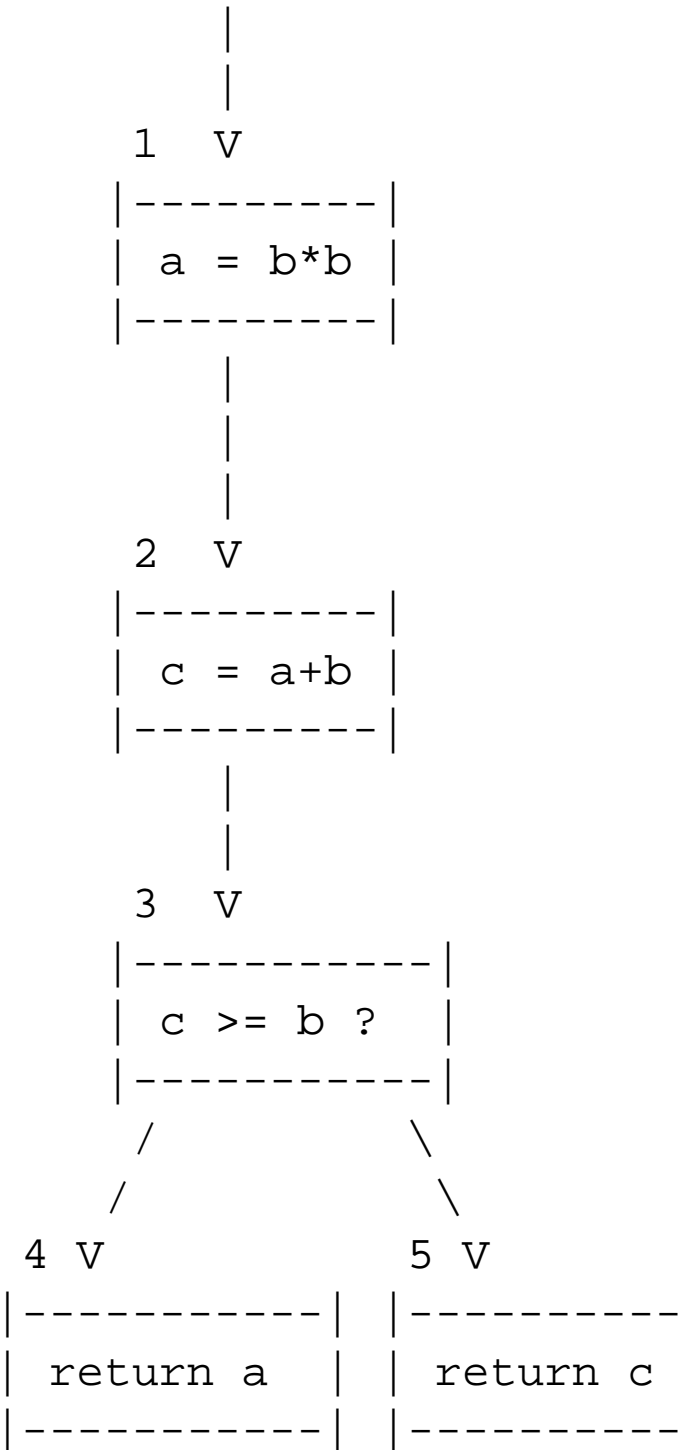 1 V
a = b*b
2 V
c = a+b
3 V
c >= b ?
4 V 5 V
return a return c